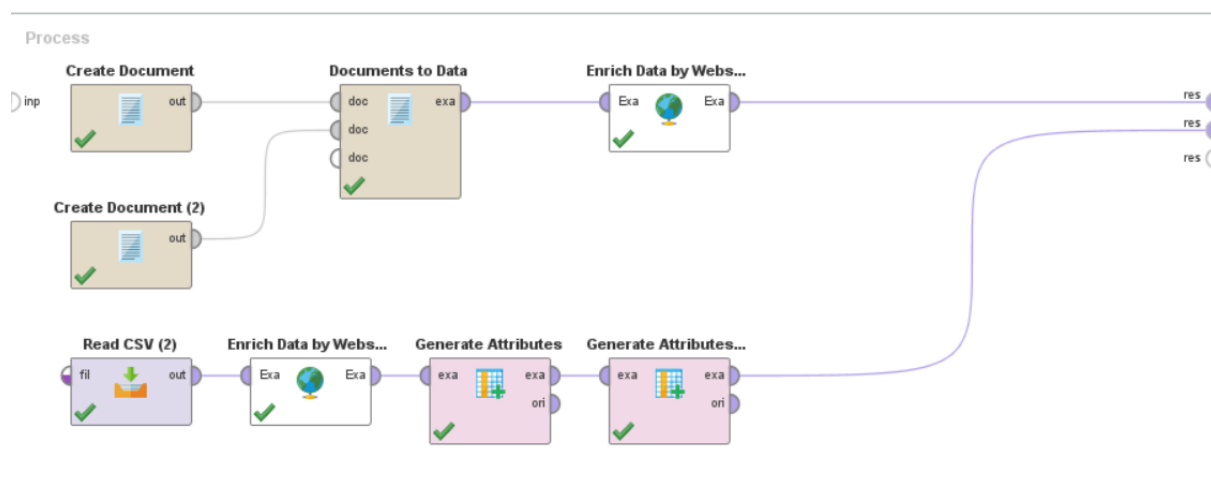 Process
Create Document
Documents to Data
Enrich Data by Webs...
inp
out
doc
exa
Exa
Exa
res
doc
res
doc
res
Create Document (2)
out
Read CSV (2)
Enrich Data by Webs...
Generate Attributes
Generate Attributes...
fil
out
Exa
Exa
exa
exa
exa
exa
ori
ori